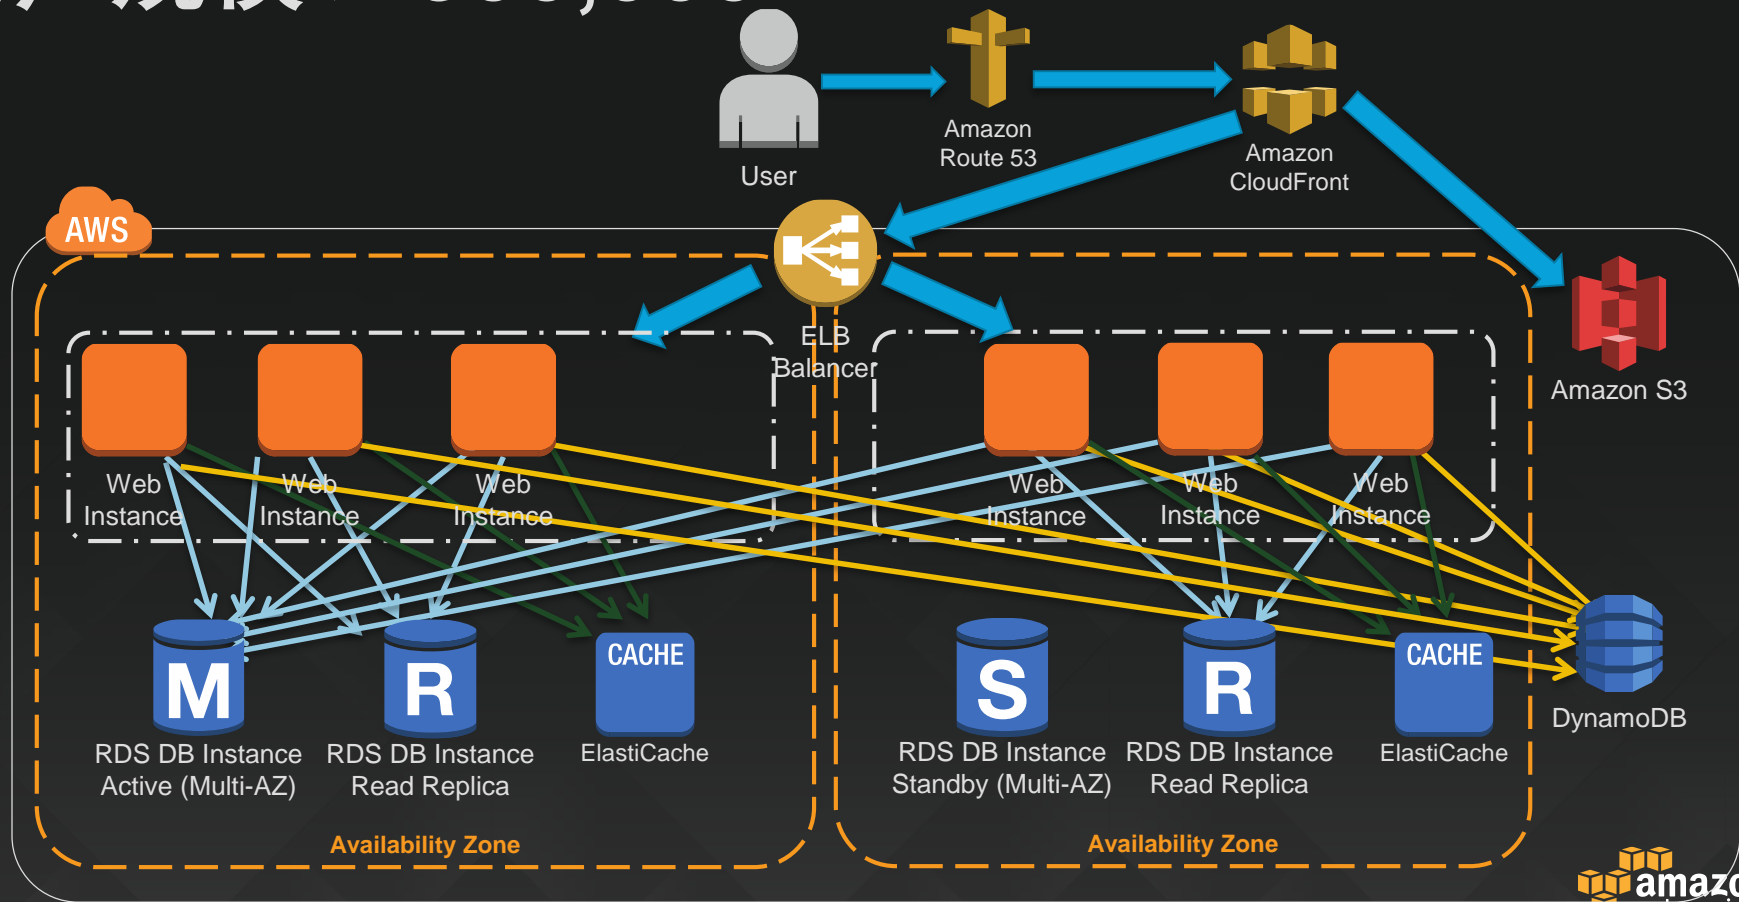 User
Amazon
Route 53
Amazon
CloudFront
AWS
ELB
Balancer
Amazon S3
Web
Instance
Web
Instance
Web
Instance
Web
Instance
Web
Instance
Web
Instance
M
R
CACHE
S
R
CACHE
RDS DB Instance
Active (Multi-AZ)
RDS DB Instance
Read Replica
ElastiCache
RDS DB Instance
Standby (Multi-AZ)
RDS DB Instance
Read Replica
ElastiCache
DynamoDB
Availability Zone
Availability Zone